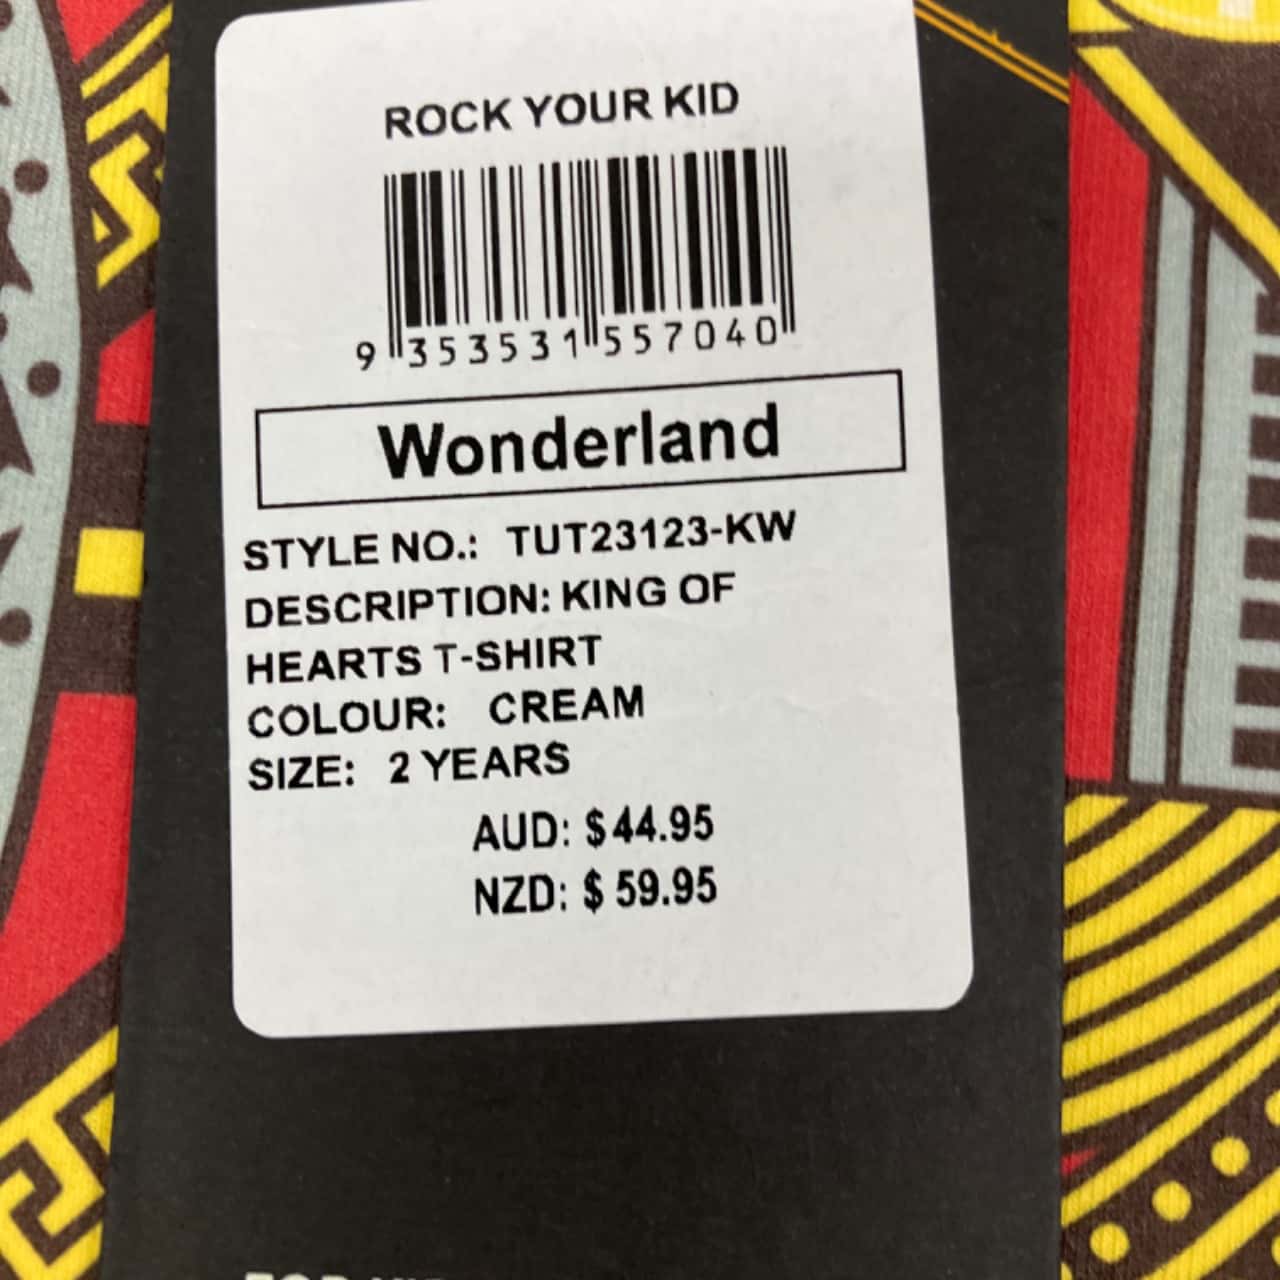 ROCK YOUR KID
9 353531 557040
Wonderland
STYLE NO.: TUT23123-KW
DESCRIPTION: KING OF
HEARTS T-SHIRT
COLOUR: CREAM
SIZE: 2 YEARS
AUD: $44.95
NZD: $ 59.95